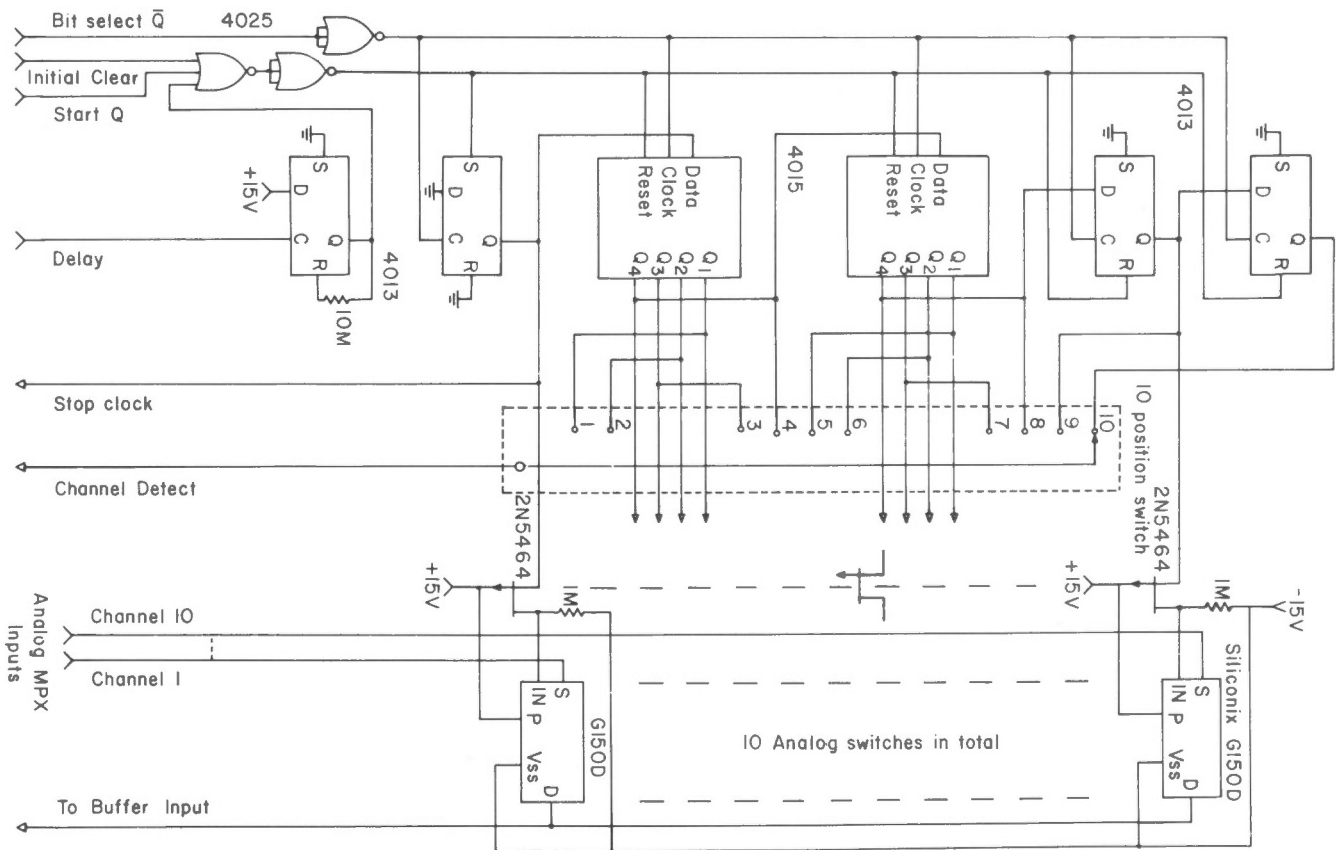 Bit select Q̄
4025
Initial Clear
Start Q
4013
S
D
+15V
C
Q
R
10M
4013
Delay
S
D
C
Q
R
Data
Clock
Reset
Q1
Q2
Q3
Q4
4015
Data
Clock
Reset
Q1
Q2
Q3
Q4
S
D
C
Q
R
S
D
C
Q
R
Stop clock
Channel Detect
1
2
3
4
5
6
7
8
9
10
10 position switch
2N5464
+15V
1M
2N5464
+15V
1M
-15V
Analog MPX Inputs
Channel 10
Channel 1
S
IN
P
Vss
D
G150D
10 Analog switches in total
S
IN
P
Vss
D
Siliconix G150D
To Buffer Input